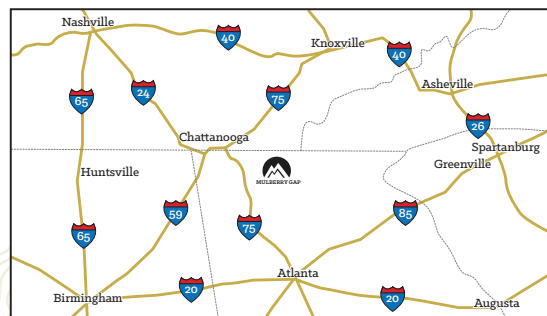 Nashville
40
Knoxville
40
Asheville
65
24
75
26
Chattanooga
Spartanburg
Greenville
Huntsville
MULBERRY GAP
59
85
75
65
Atlanta
20
20
Birmingham
Augusta